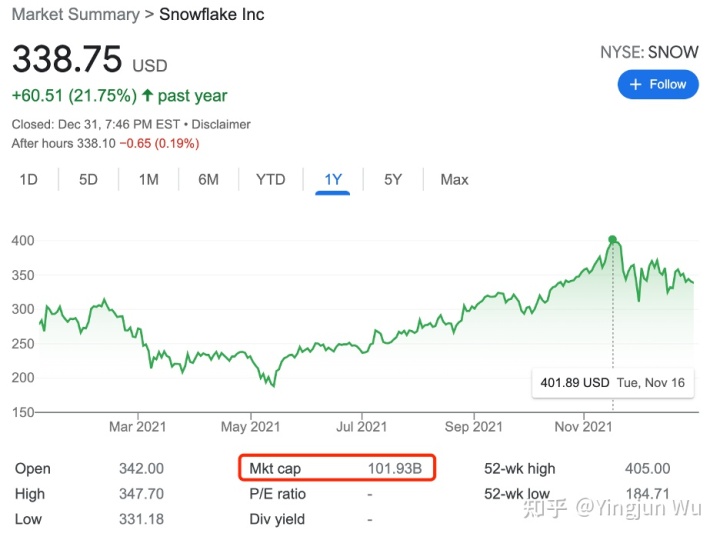 Market Summary > Snowflake Inc
338.75 USD
NYSE: SNOW
+ Follow
+60.51 (21.75%) ↑ past year
Closed: Dec 31, 7:46 PM EST • Disclaimer
After hours 338.10 −0.65 (0.19%)
1D 5D 1M 6M YTD 1Y 5Y Max
400
350
300
250
200
150
401.89 USD Tue, Nov 16
Mar 2021 May 2021 Jul 2021 Sep 2021 Nov 2021
Open 342.00 Mkt cap 101.93B 52-wk high 405.00
High 347.70 P/E ratio - 52-wk low 184.71
Low 331.18 Div yield -
知乎 @Yingjun Wu